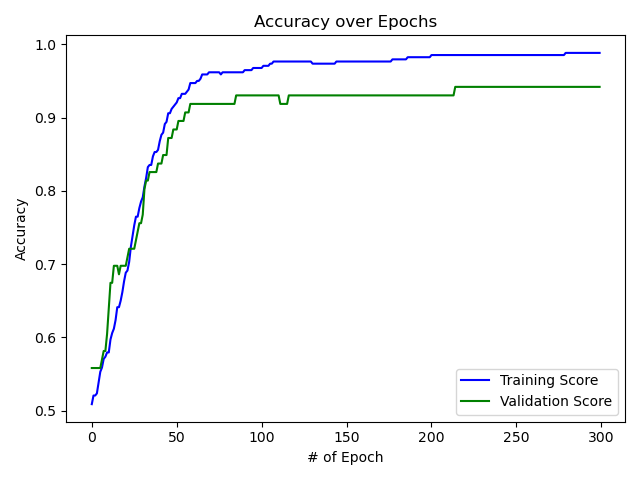 Accuracy over Epochs
1.0
0.9
0.8
0.7
0.6
0.5
Accuracy
Training Score
Validation Score
0 50 100 150 200 250 300
# of Epoch